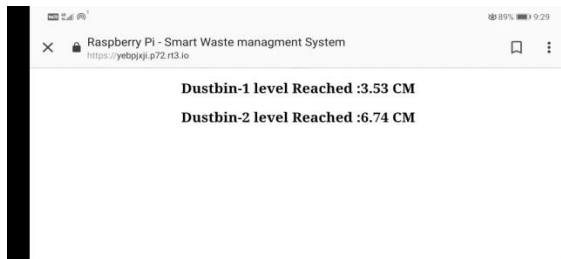 89% 9:29
Raspberry Pi - Smart Waste managment System
https://yebpjxji.p72.rt3.io
Dustbin-1 level Reached :3.53 CM
Dustbin-2 level Reached :6.74 CM